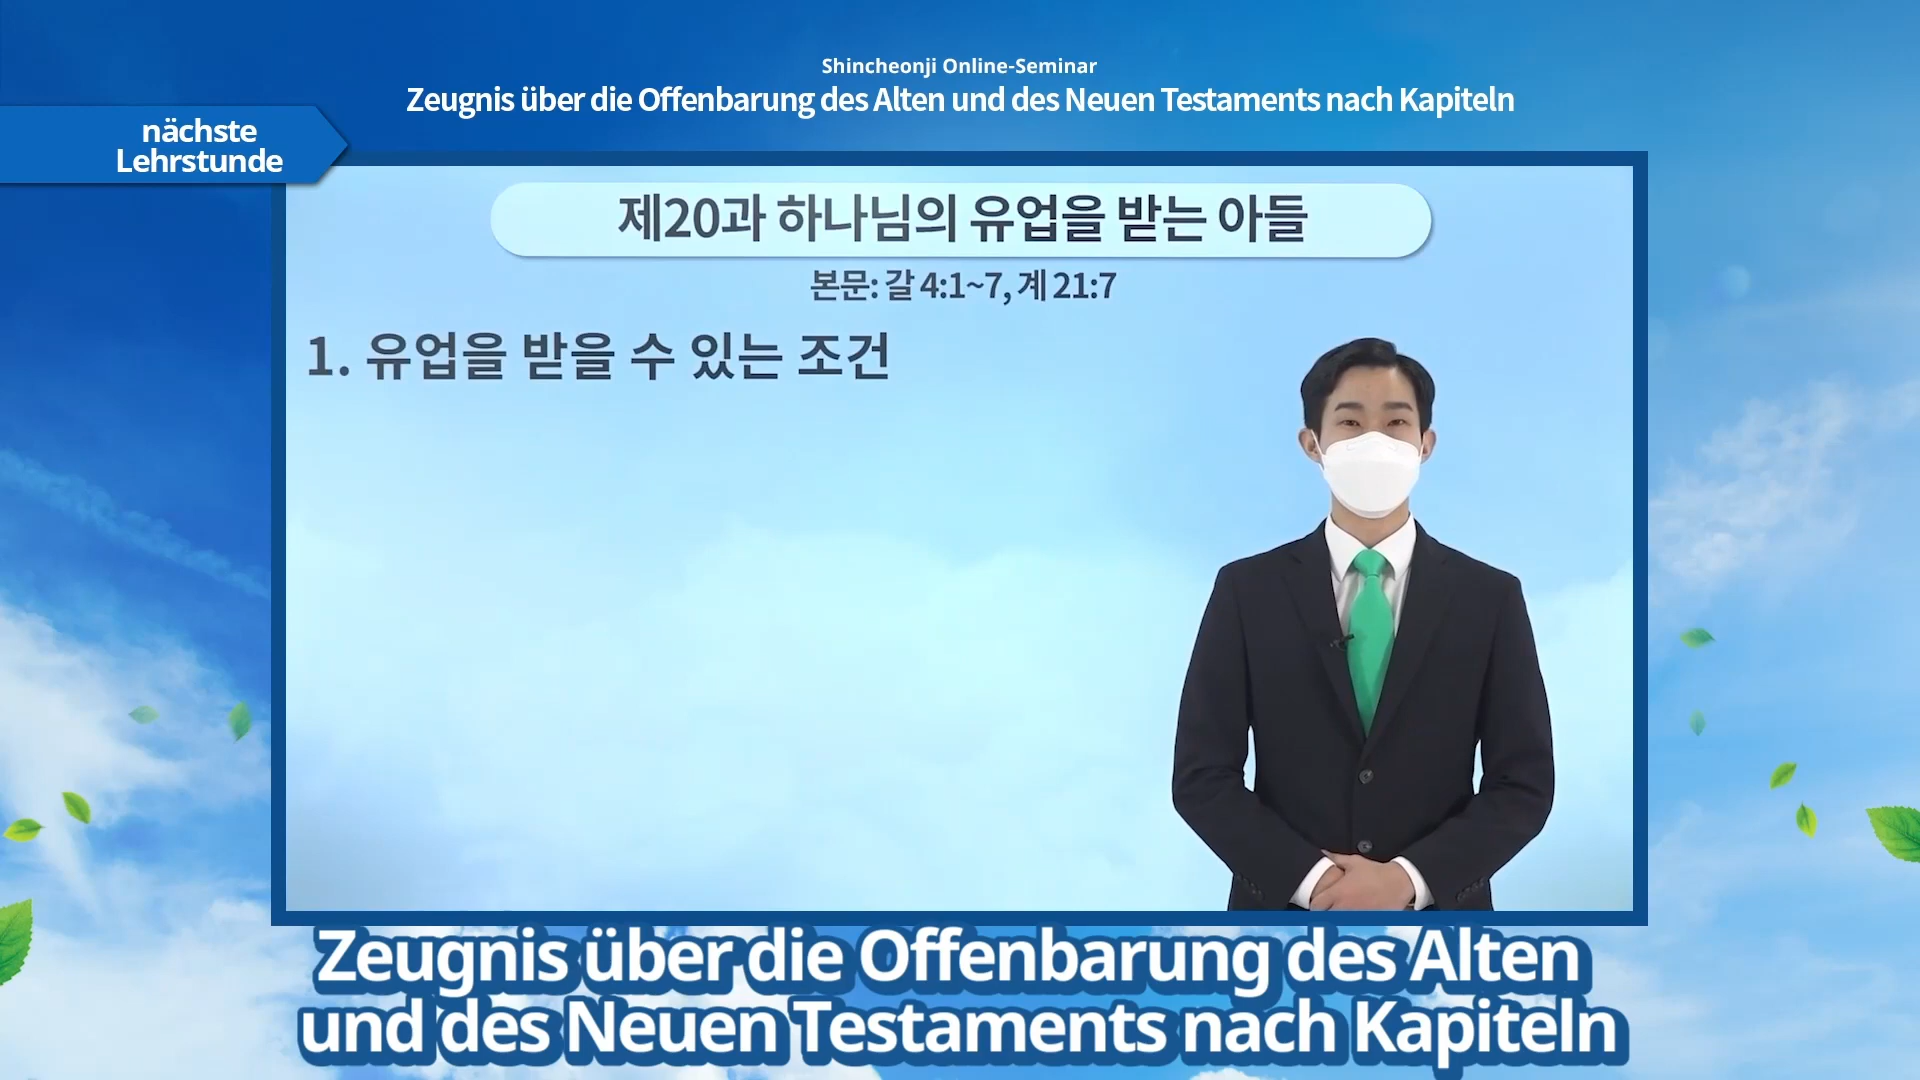 Shincheonji Online-Seminar
Zeugnis über die Offenbarung des Alten und des Neuen Testaments nach Kapiteln
nächste
Lehrstunde
제20과 하나님의 유업을 받는 아들
본문: 갈 4:1~7, 계 21:7
1. 유업을 받을 수 있는 조건
Zeugnis über die Offenbarung des Alten
und des Neuen Testaments nach Kapiteln